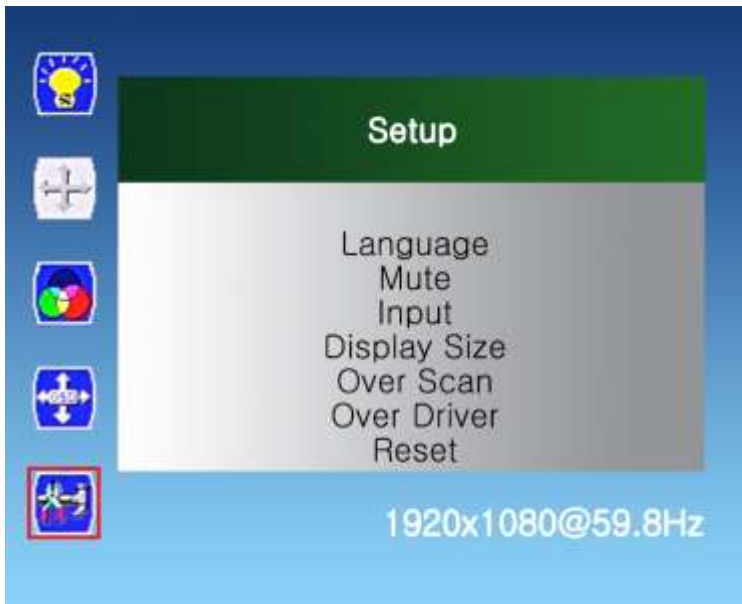 Setup
Language
Mute
Input
Display Size
Over Scan
Over Driver
Reset
1920x1080@59.8Hz